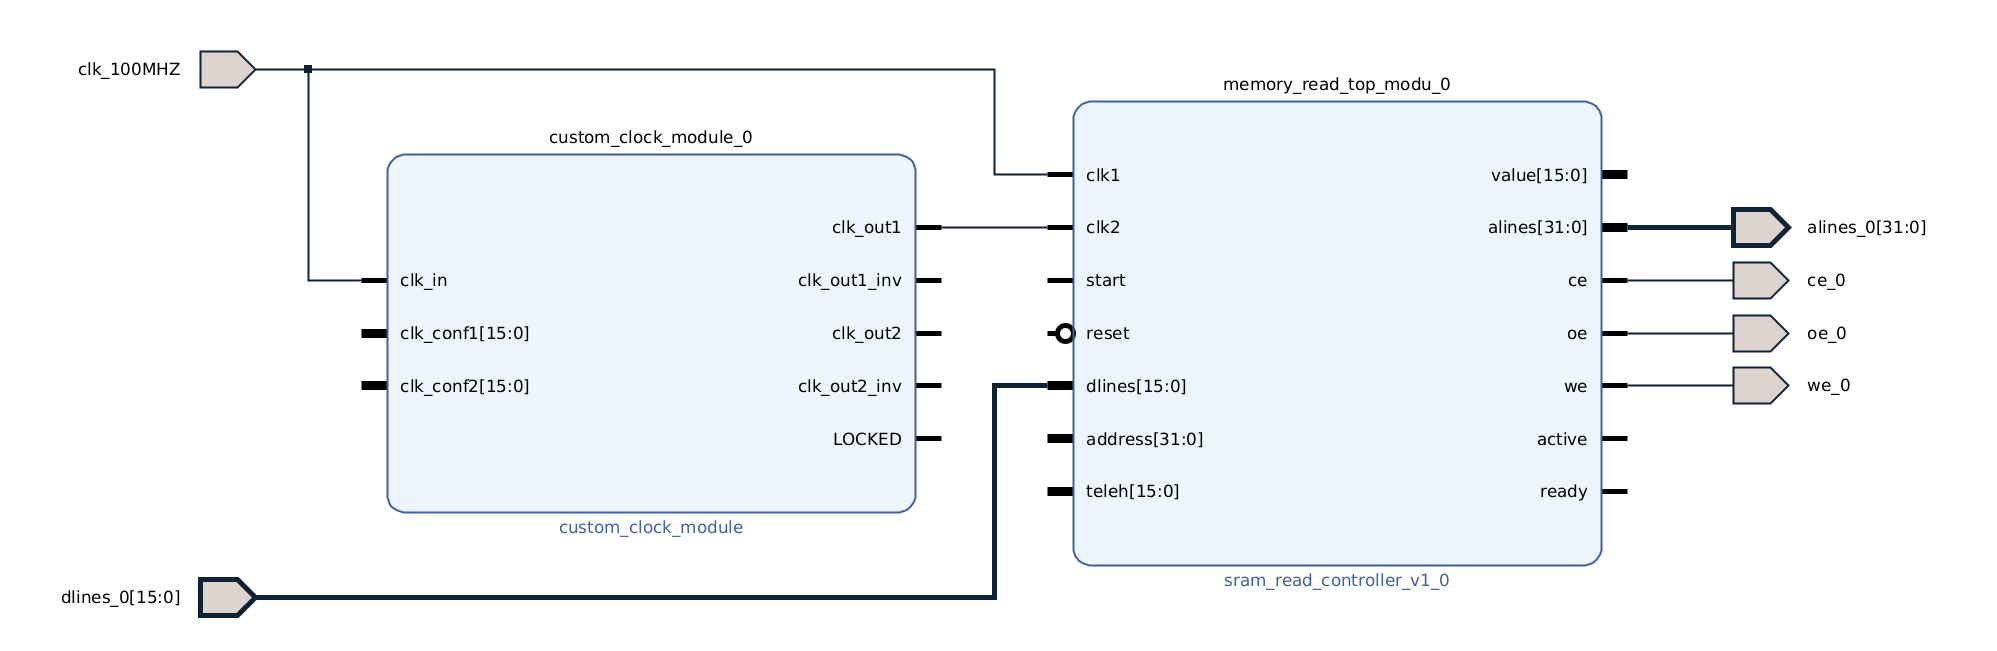 clk_100MHZ
memory_read_top_modu_0
custom_clock_module_0
clk_in
clk_conf1[15:0]
clk_conf2[15:0]
clk_out1
clk_out1_inv
clk_out2
clk_out2_inv
LOCKED
custom_clock_module
clk1
clk2
start
reset
dlines[15:0]
address[31:0]
teleh[15:0]
value[15:0]
alines[31:0]
ce
oe
we
active
ready
sram_read_controller_v1_0
alines_0[31:0]
ce_0
oe_0
we_0
dlines_0[15:0]